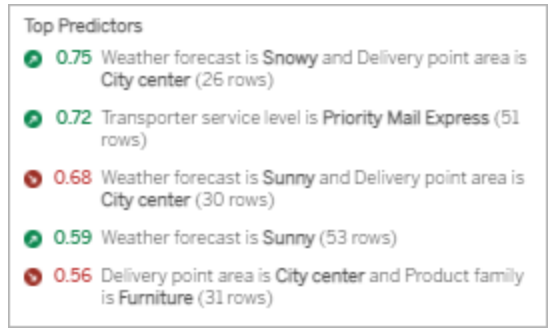 Top Predictors
0.75 Weather forecast is Snowy and Delivery point area is
City center (26 rows)
0.72 Transporter service level is Priority Mail Express (51
rows)
0.68 Weather forecast is Sunny and Delivery point area is
City center (30 rows)
0.59 Weather forecast is Sunny (53 rows)
0.56 Delivery point area is City center and Product family
is Furniture (31 rows)